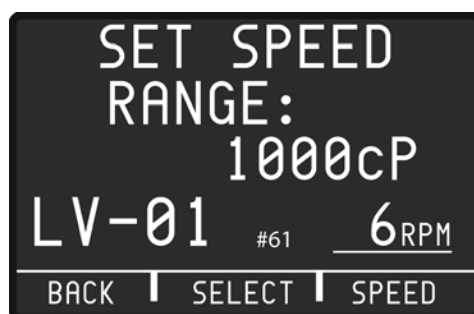 SET SPEED
RANGE:
1000cP
LV-01 #61 6RPM
BACK SELECT SPEED